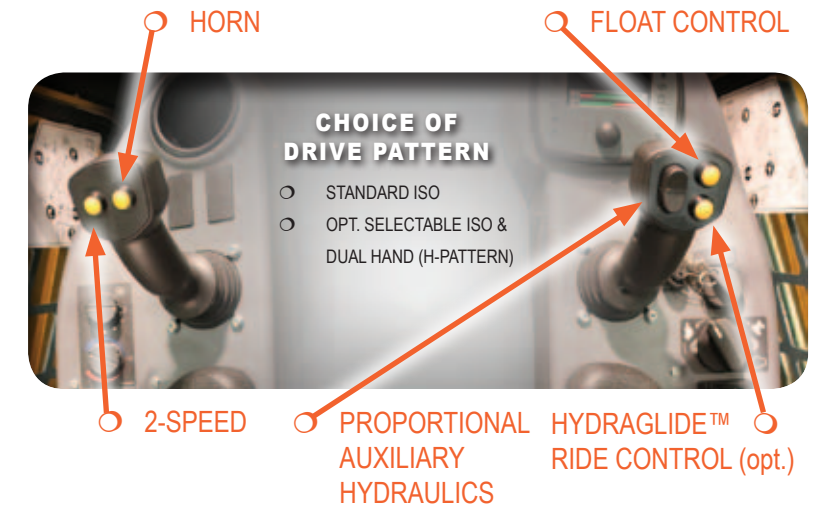 HORN
FLOAT CONTROL
CHOICE OF
DRIVE PATTERN
STANDARD ISO
OPT. SELECTABLE ISO &
DUAL HAND (H-PATTERN)
2-SPEED
PROPORTIONAL
AUXILIARY
HYDRAULICS
HYDRAGLIDE™
RIDE CONTROL (opt.)